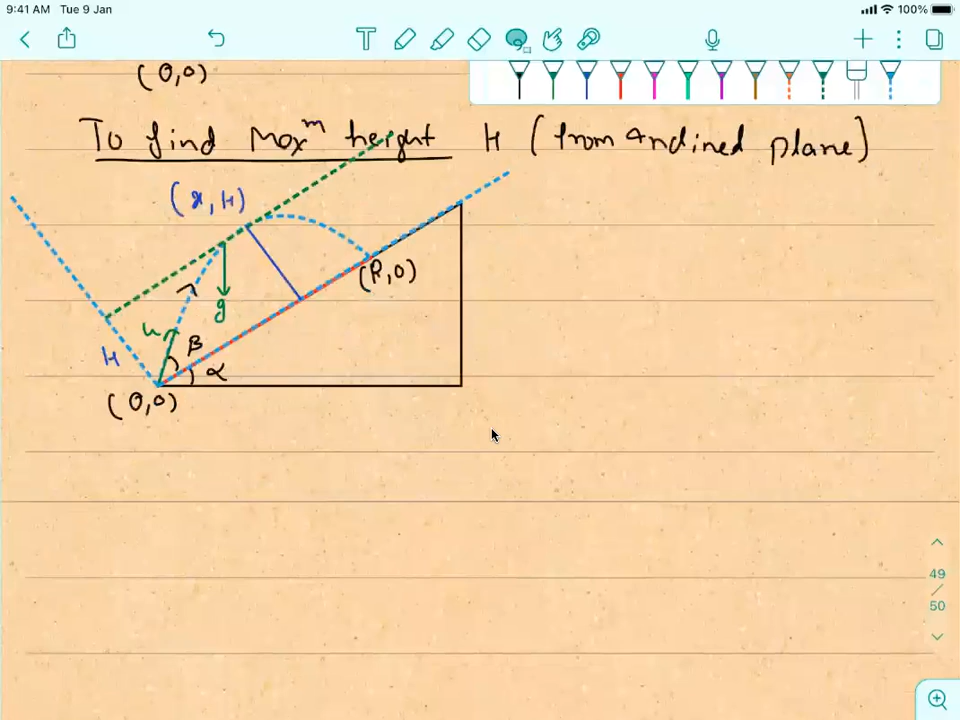 9:41 AM Tue 9 Jan
100%
(0,0)
To find Maxᵐ height H (from Inclined plane)
(x, H)
(R,0)
g
u
β
H
α
(0,0)
49
/
50